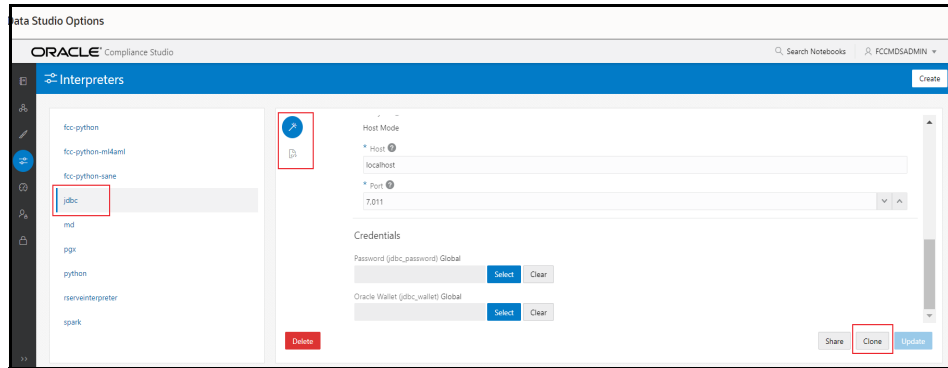 Data Studio Options
ORACLE® Compliance Studio
Search Notebooks
FCCMDSADMIN
Interpreters
Create
fcc-python
fcc-python-ml4aml
fcc-python-sane
jdbc
md
pgx
python
rserveinterpreter
spark
Host Mode
* Host ?
localhost
* Port ?
7.011
Credentials
Password (jdbc_password) Global
Select Clear
Oracle Wallet (jdbc_wallet) Global
Select Clear
Delete
Share Clone Update